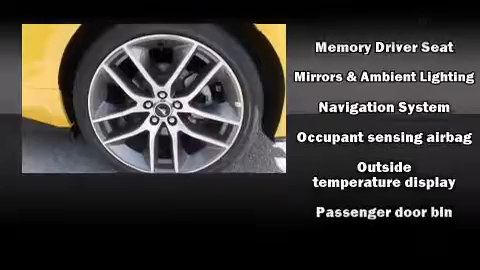 Memory Driver Seat
Mirrors & Ambient Lighting
Navigation System
Occupant sensing airbag
Outside
temperature display
Passenger door bin